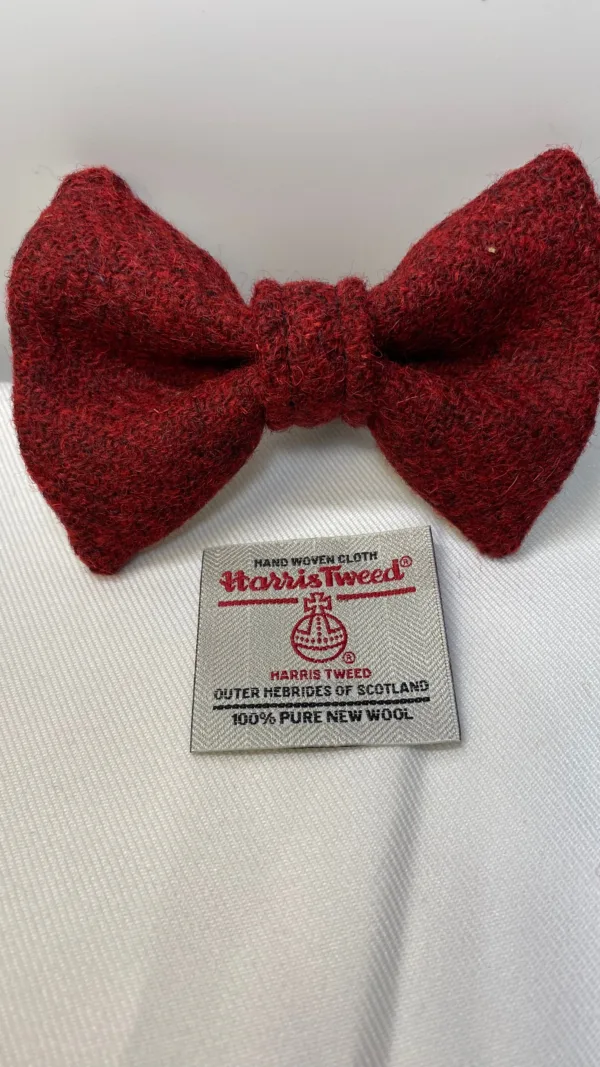 HAND WOVEN CLOTH
Harris Tweed®
®
HARRIS TWEED
OUTER HEBRIDES OF SCOTLAND
100% PURE NEW WOOL